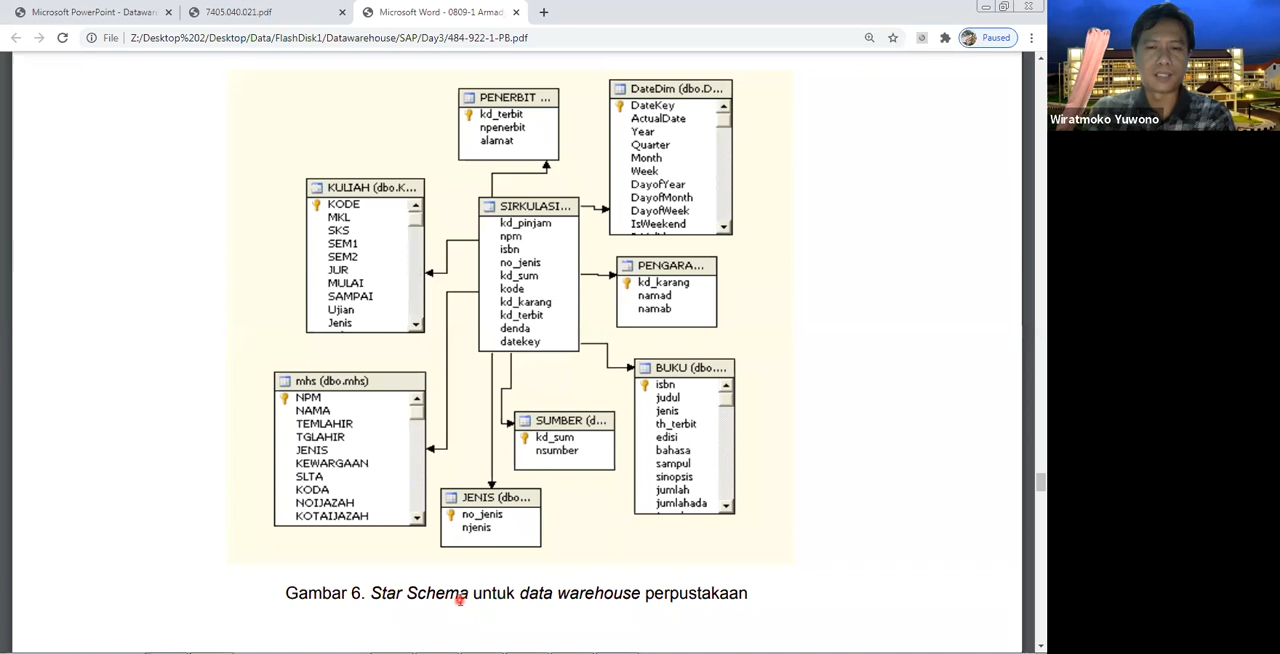 Microsoft PowerPoint - Dataware
7405.040.021.pdf
Microsoft Word - 0809-1 Armad
File
Z:/Desktop%202/Desktop/Data/FlashDisk1/Datawarehouse/SAP/Day3/484-922-1-PB.pdf
Paused
Wiratmoko Yuwono
PENERBIT ...
kd_terbit
npenerbit
alamat
DateDim (dbo.D...
DateKey
ActualDate
Year
Quarter
Month
Week
DayofYear
DayofMonth
DayofWeek
IsWeekend
KULIAH (dbo.K...
KODE
MKL
SKS
SEM1
SEM2
JUR
MULAI
SAMPAI
Ujian
Jenis
SIRKULASI...
kd_pinjam
npm
isbn
no_jenis
kd_sum
kode
kd_karang
kd_terbit
denda
datekey
PENGARA...
kd_karang
namad
namab
mhs (dbo.mhs)
NPM
NAMA
TEMLAHIR
TGLAHIR
JENIS
KEWARGAAN
SLTA
KODA
NOIJAZAH
KOTAIJAZAH
BUKU (dbo....
isbn
judul
jenis
th_terbit
edisi
bahasa
sampul
sinopsis
jumlah
jumlahada
SUMBER (d...
kd_sum
nsumber
JENIS (dbo...
no_jenis
njenis
Gambar 6. Star Schema untuk data warehouse perpustakaan